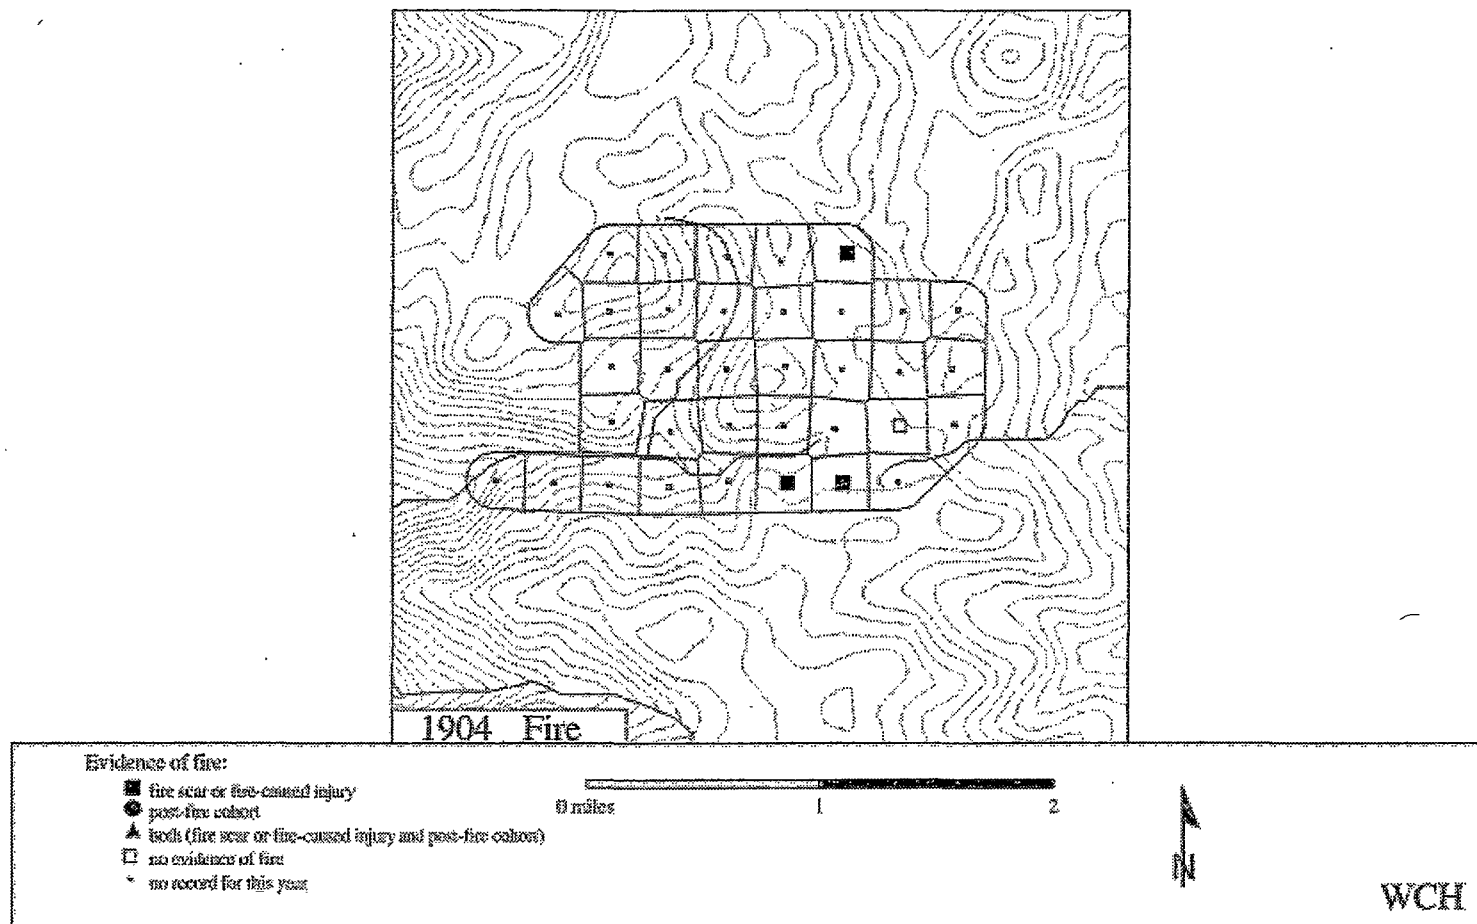 1904 Fire
Evidence of fire:
fire scar or fire-caused injury
post-fire cohort
both (fire scar or fire-caused injury and post-fire cohort)
no evidence of fire
no record for this year
0 miles 1 2
N
WCH